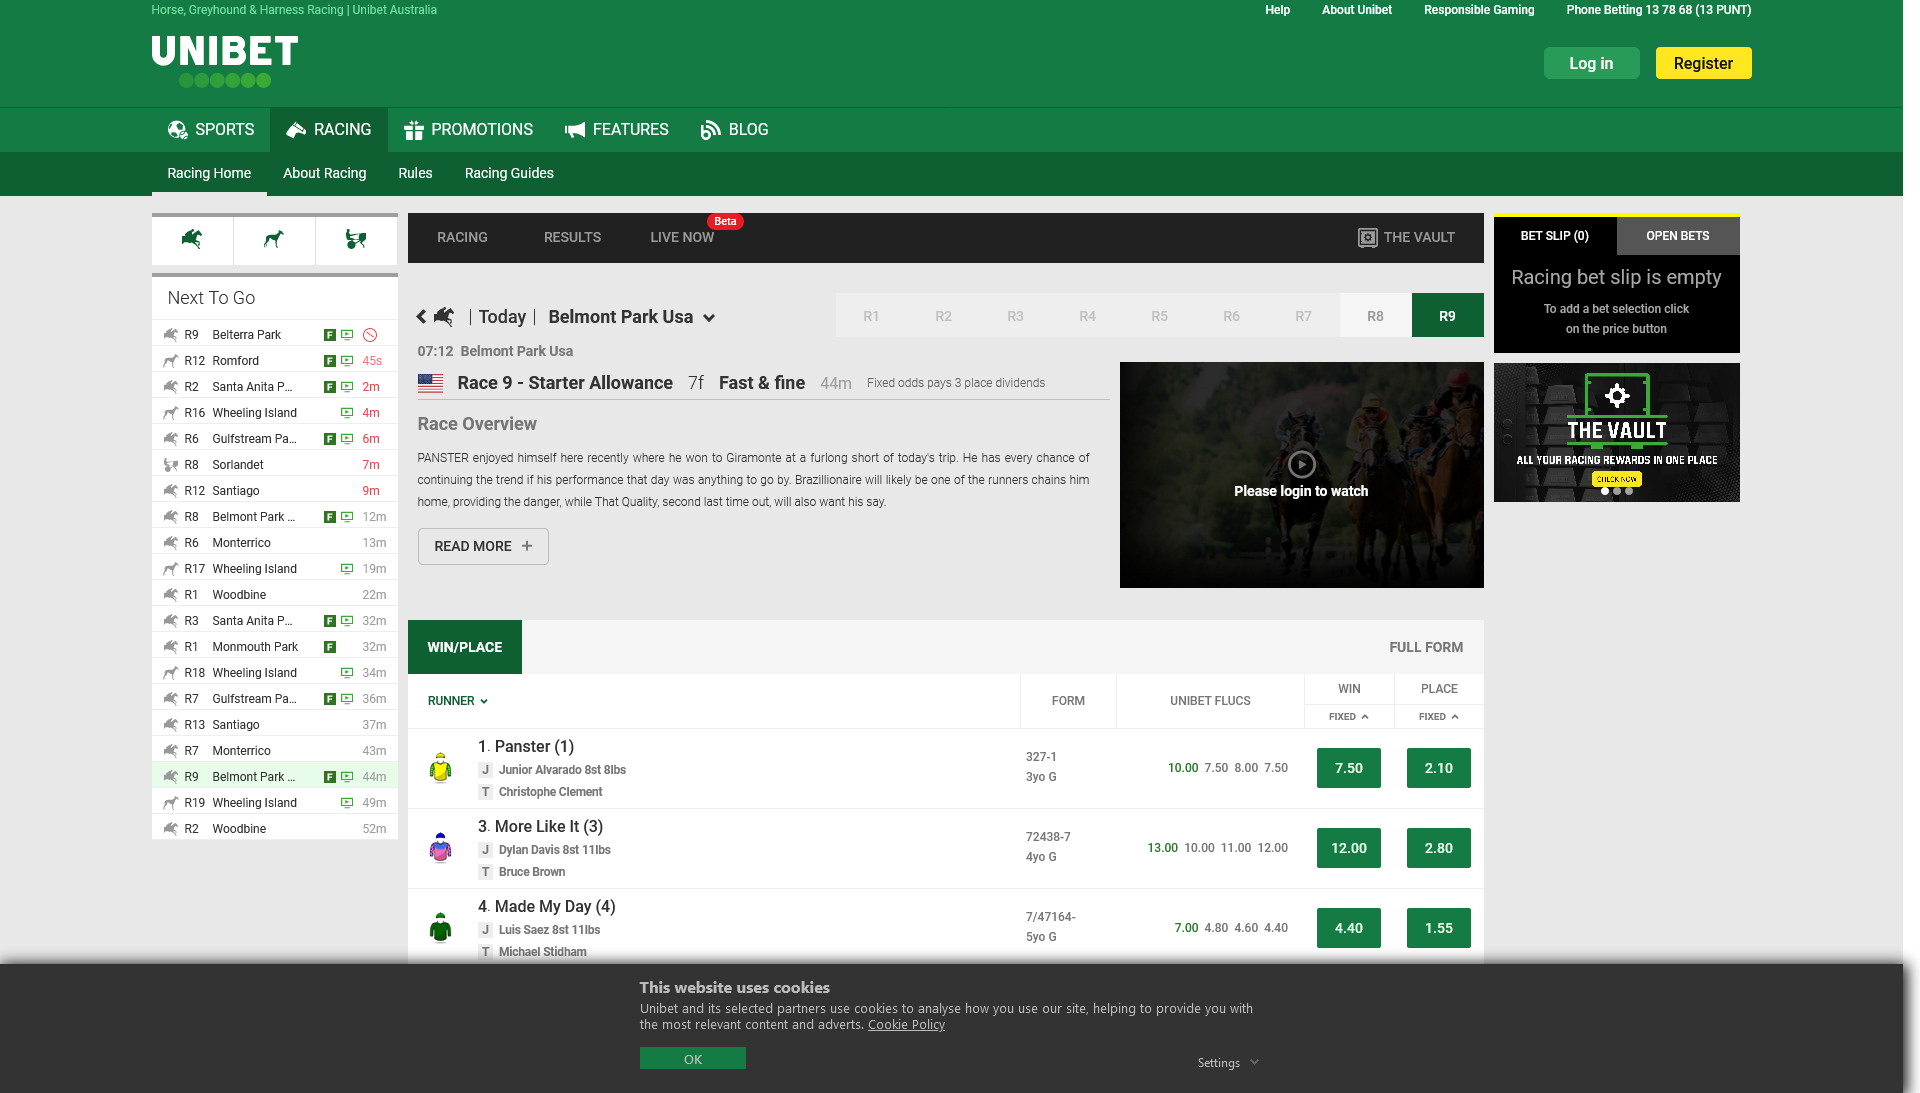 Horse, Greyhound & Harness Racing | Unibet Australia
Help About Unibet Responsible Gaming Phone Betting 13 78 68 (13 PUNT)
UNIBET
Log in Register
SPORTS RACING PROMOTIONS FEATURES BLOG
Racing Home About Racing Rules Racing Guides
Next To Go
R9 Belterra Park F
R12 Romford F 45s
R2 Santa Anita P... F 2m
R16 Wheeling Island 4m
R6 Gulfstream Pa... F 6m
R8 Sorlandet 7m
R12 Santiago 9m
R8 Belmont Park ... F 12m
R6 Monterrico 13m
R17 Wheeling Island 19m
R1 Woodbine 22m
R3 Santa Anita P... F 32m
R1 Monmouth Park F 32m
R18 Wheeling Island 34m
R7 Gulfstream Pa... F 36m
R13 Santiago 37m
R7 Monterrico 43m
R9 Belmont Park ... F 44m
R19 Wheeling Island 49m
R2 Woodbine 52m
RACING RESULTS LIVE NOW Beta THE VAULT
| Today | Belmont Park Usa
R1 R2 R3 R4 R5 R6 R7 R8 R9
07:12 Belmont Park Usa
Race 9 - Starter Allowance 7f Fast & fine 44m Fixed odds pays 3 place dividends
Race Overview
PANSTER enjoyed himself here recently where he won to Giramonte at a furlong short of today's trip. He has every chance of
continuing the trend if his performance that day was anything to go by. Brazillionaire will likely be one of the runners chains him
home, providing the danger, while That Quality, second last time out, will also want his say.
READ MORE +
Please login to watch
WIN/PLACE FULL FORM
RUNNER FORM UNIBET FLUCS WIN PLACE
FIXED FIXED
1. Panster (1)
J Junior Alvarado 8st 8lbs
T Christophe Clement
327-1
3yo G
10.00 7.50 8.00 7.50
7.50 2.10
3. More Like It (3)
J Dylan Davis 8st 11lbs
T Bruce Brown
72438-7
4yo G
13.00 10.00 11.00 12.00
12.00 2.80
4. Made My Day (4)
J Luis Saez 8st 11lbs
T Michael Stidham
7/47164-
5yo G
7.00 4.80 4.60 4.40
4.40 1.55
BET SLIP (0) OPEN BETS
Racing bet slip is empty
To add a bet selection click
on the price button
THE VAULT
ALL YOUR RACING REWARDS IN ONE PLACE
CHECK NOW
This website uses cookies
Unibet and its selected partners use cookies to analyse how you use our site, helping to provide you with
the most relevant content and adverts. Cookie Policy
OK
Settings